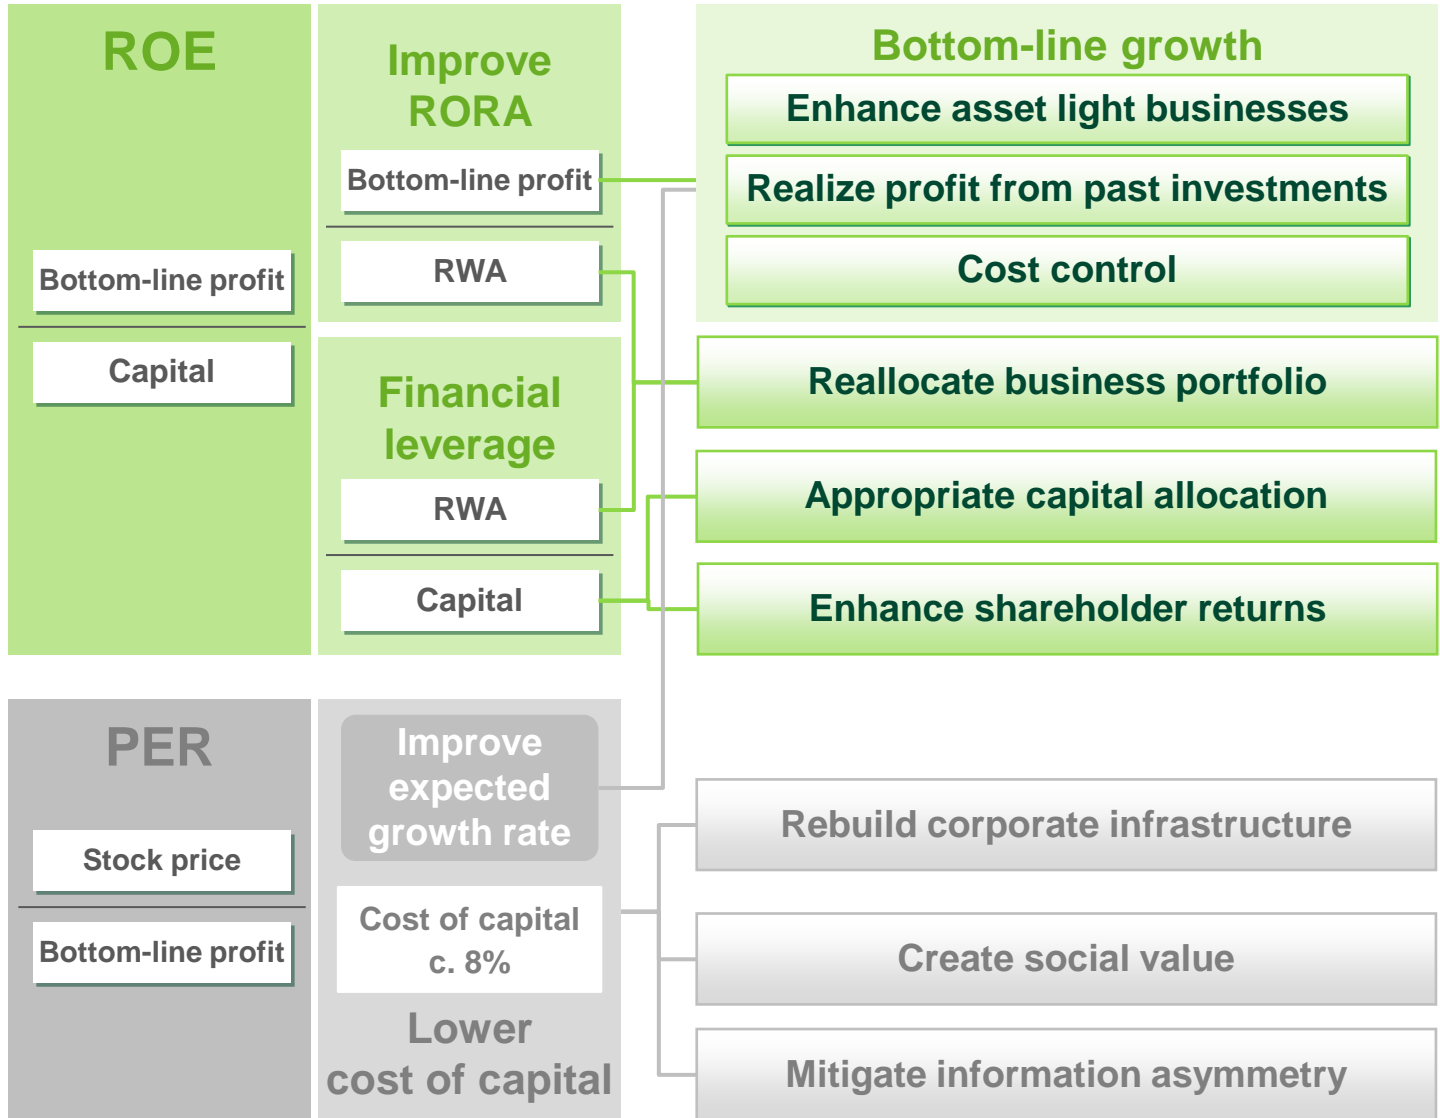 ROE
Bottom-line profit
Capital
Improve
RORA
Bottom-line profit
RWA
Financial
leverage
RWA
Capital
Bottom-line growth
Enhance asset light businesses
Realize profit from past investments
Cost control
Reallocate business portfolio
Appropriate capital allocation
Enhance shareholder returns
PER
Stock price
Bottom-line profit
Improve
expected
growth rate
Cost of capital
c. 8%
Lower
cost of capital
Rebuild corporate infrastructure
Create social value
Mitigate information asymmetry